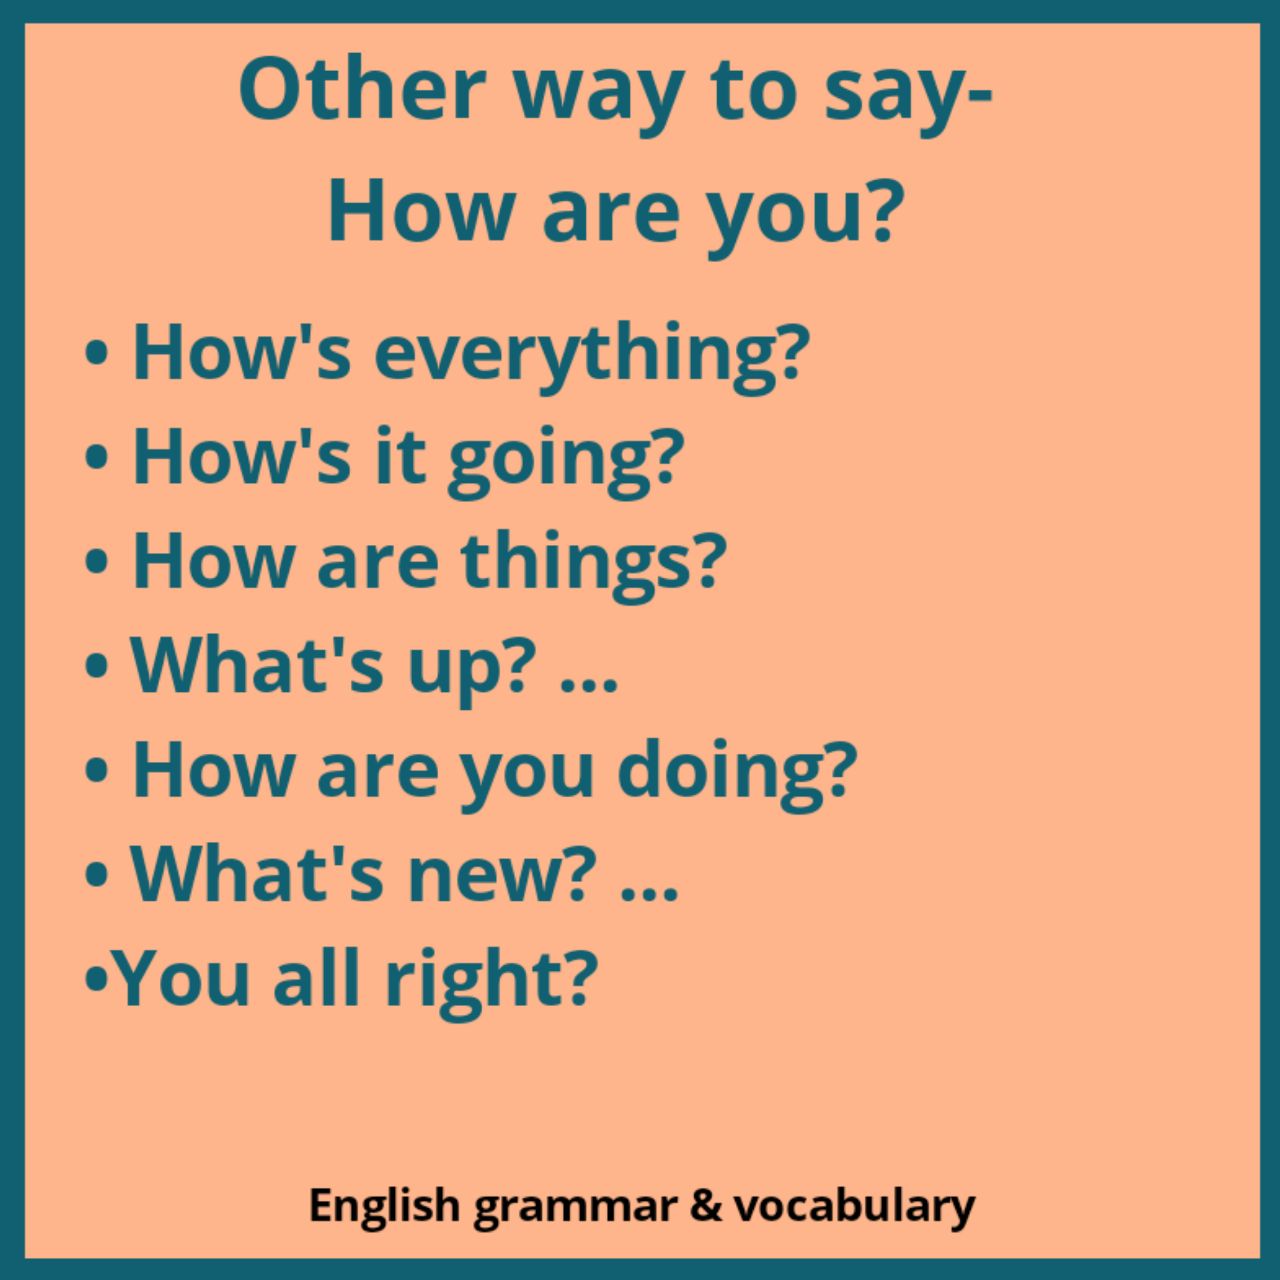 Other way to say-
How are you?
• How's everything?
• How's it going?
• How are things?
• What's up? ...
• How are you doing?
• What's new? ...
•You all right?
English grammar & vocabulary